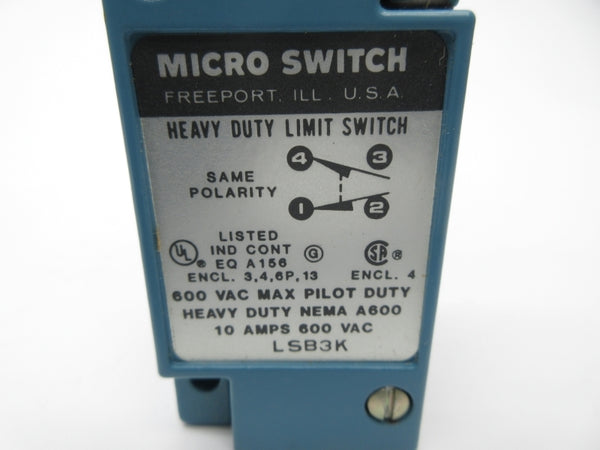 MICRO SWITCH
FREEPORT, ILL. U.S.A.
HEAVY DUTY LIMIT SWITCH
4 3
SAME
POLARITY
1 2
UL ® LISTED
IND CONT G SA ®
EQ A156
ENCL. 3,4,6P,13 ENCL. 4
600 VAC MAX PILOT DUTY
HEAVY DUTY NEMA A600
10 AMPS 600 VAC
LSB3K